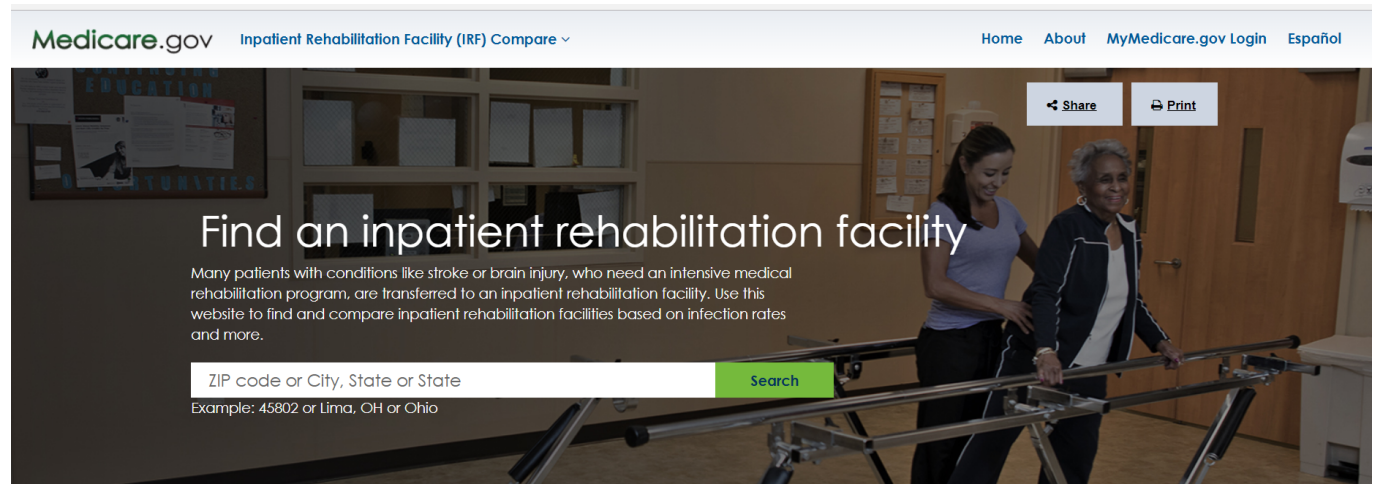 Medicare.gov Inpatient Rehabilitation Facility (IRF) Compare Home About MyMedicare.gov Login Español
Share Print
CONTINUING
EDUCATION
OPPORTUNITIES
Find an inpatient rehabilitation facility
Many patients with conditions like stroke or brain injury, who need an intensive medical
rehabilitation program, are transferred to an inpatient rehabilitation facility. Use this
website to find and compare inpatient rehabilitation facilities based on infection rates
and more.
ZIP code or City, State or State Search
Example: 45802 or Lima, OH or Ohio